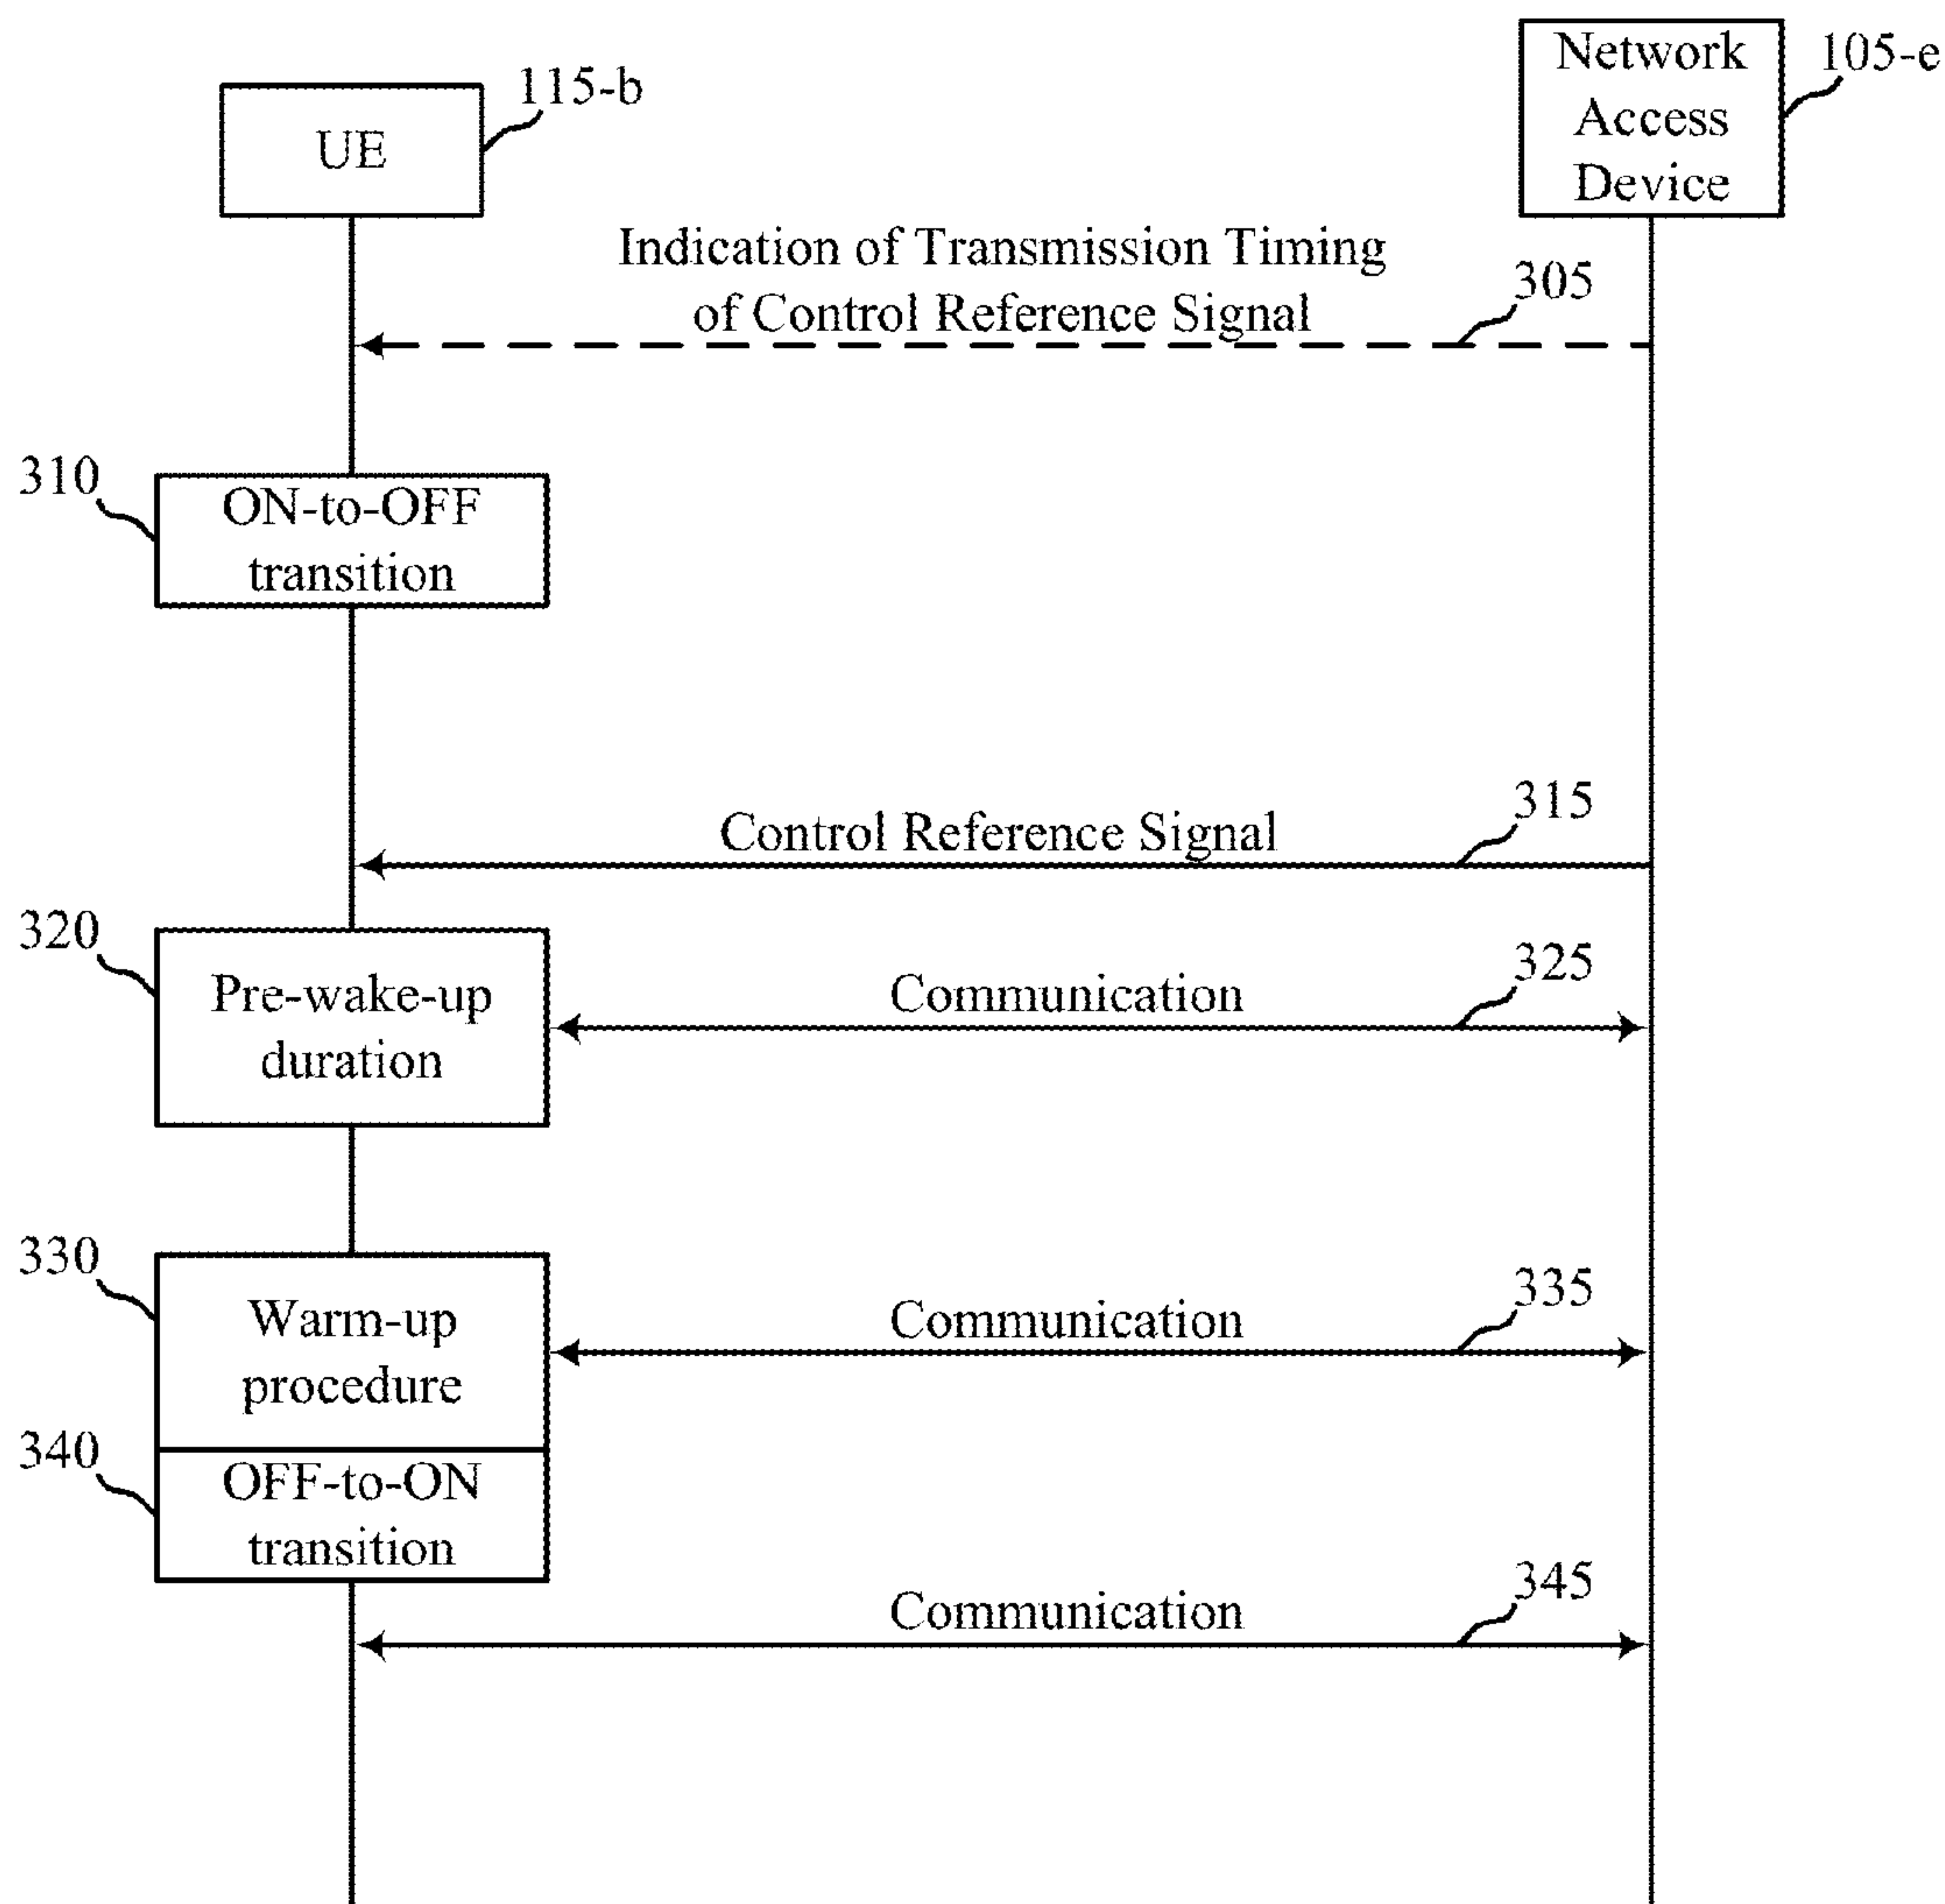 Network
Access
Device
105-e
115-b
UE
Indication of Transmission Timing
of Control Reference Signal
305
310
ON-to-OFF
transition
315
Control Reference Signal
320
Pre-wake-up
duration
325
Communication
330
Warm-up
procedure
335
Communication
340
OFF-to-ON
transition
345
Communication